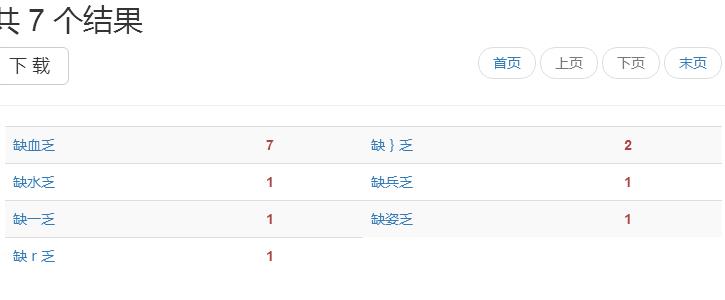 共 7 个结果
下 载
首页 上页 下页 末页
缺血乏 7 缺 } 乏 2
缺水乏 1 缺兵乏 1
缺一乏 1 缺姿乏 1
缺 r 乏 1